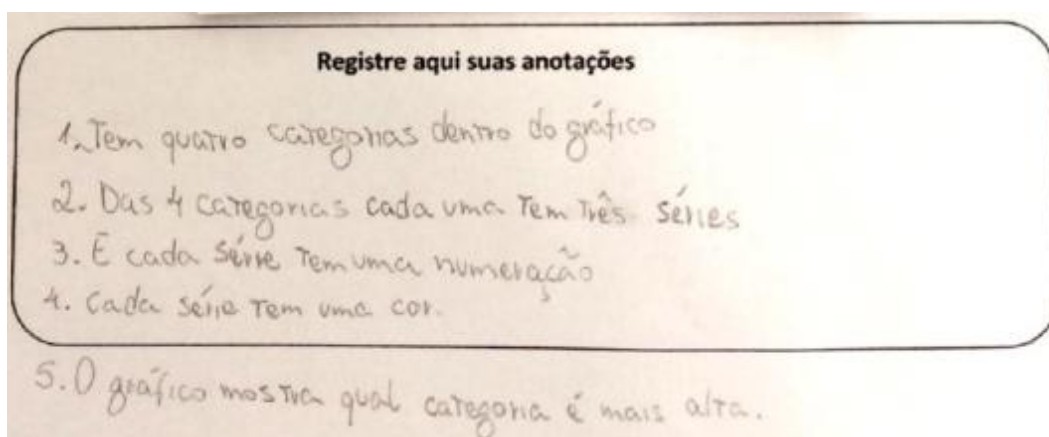 Registre aqui suas anotações
1. Tem quatro categorias dentro do gráfico
2. Das 4 categorias cada uma tem três séries
3. E cada série tem uma numeração
4. Cada série tem uma cor.
5. O gráfico mostra qual categoria é mais alta.